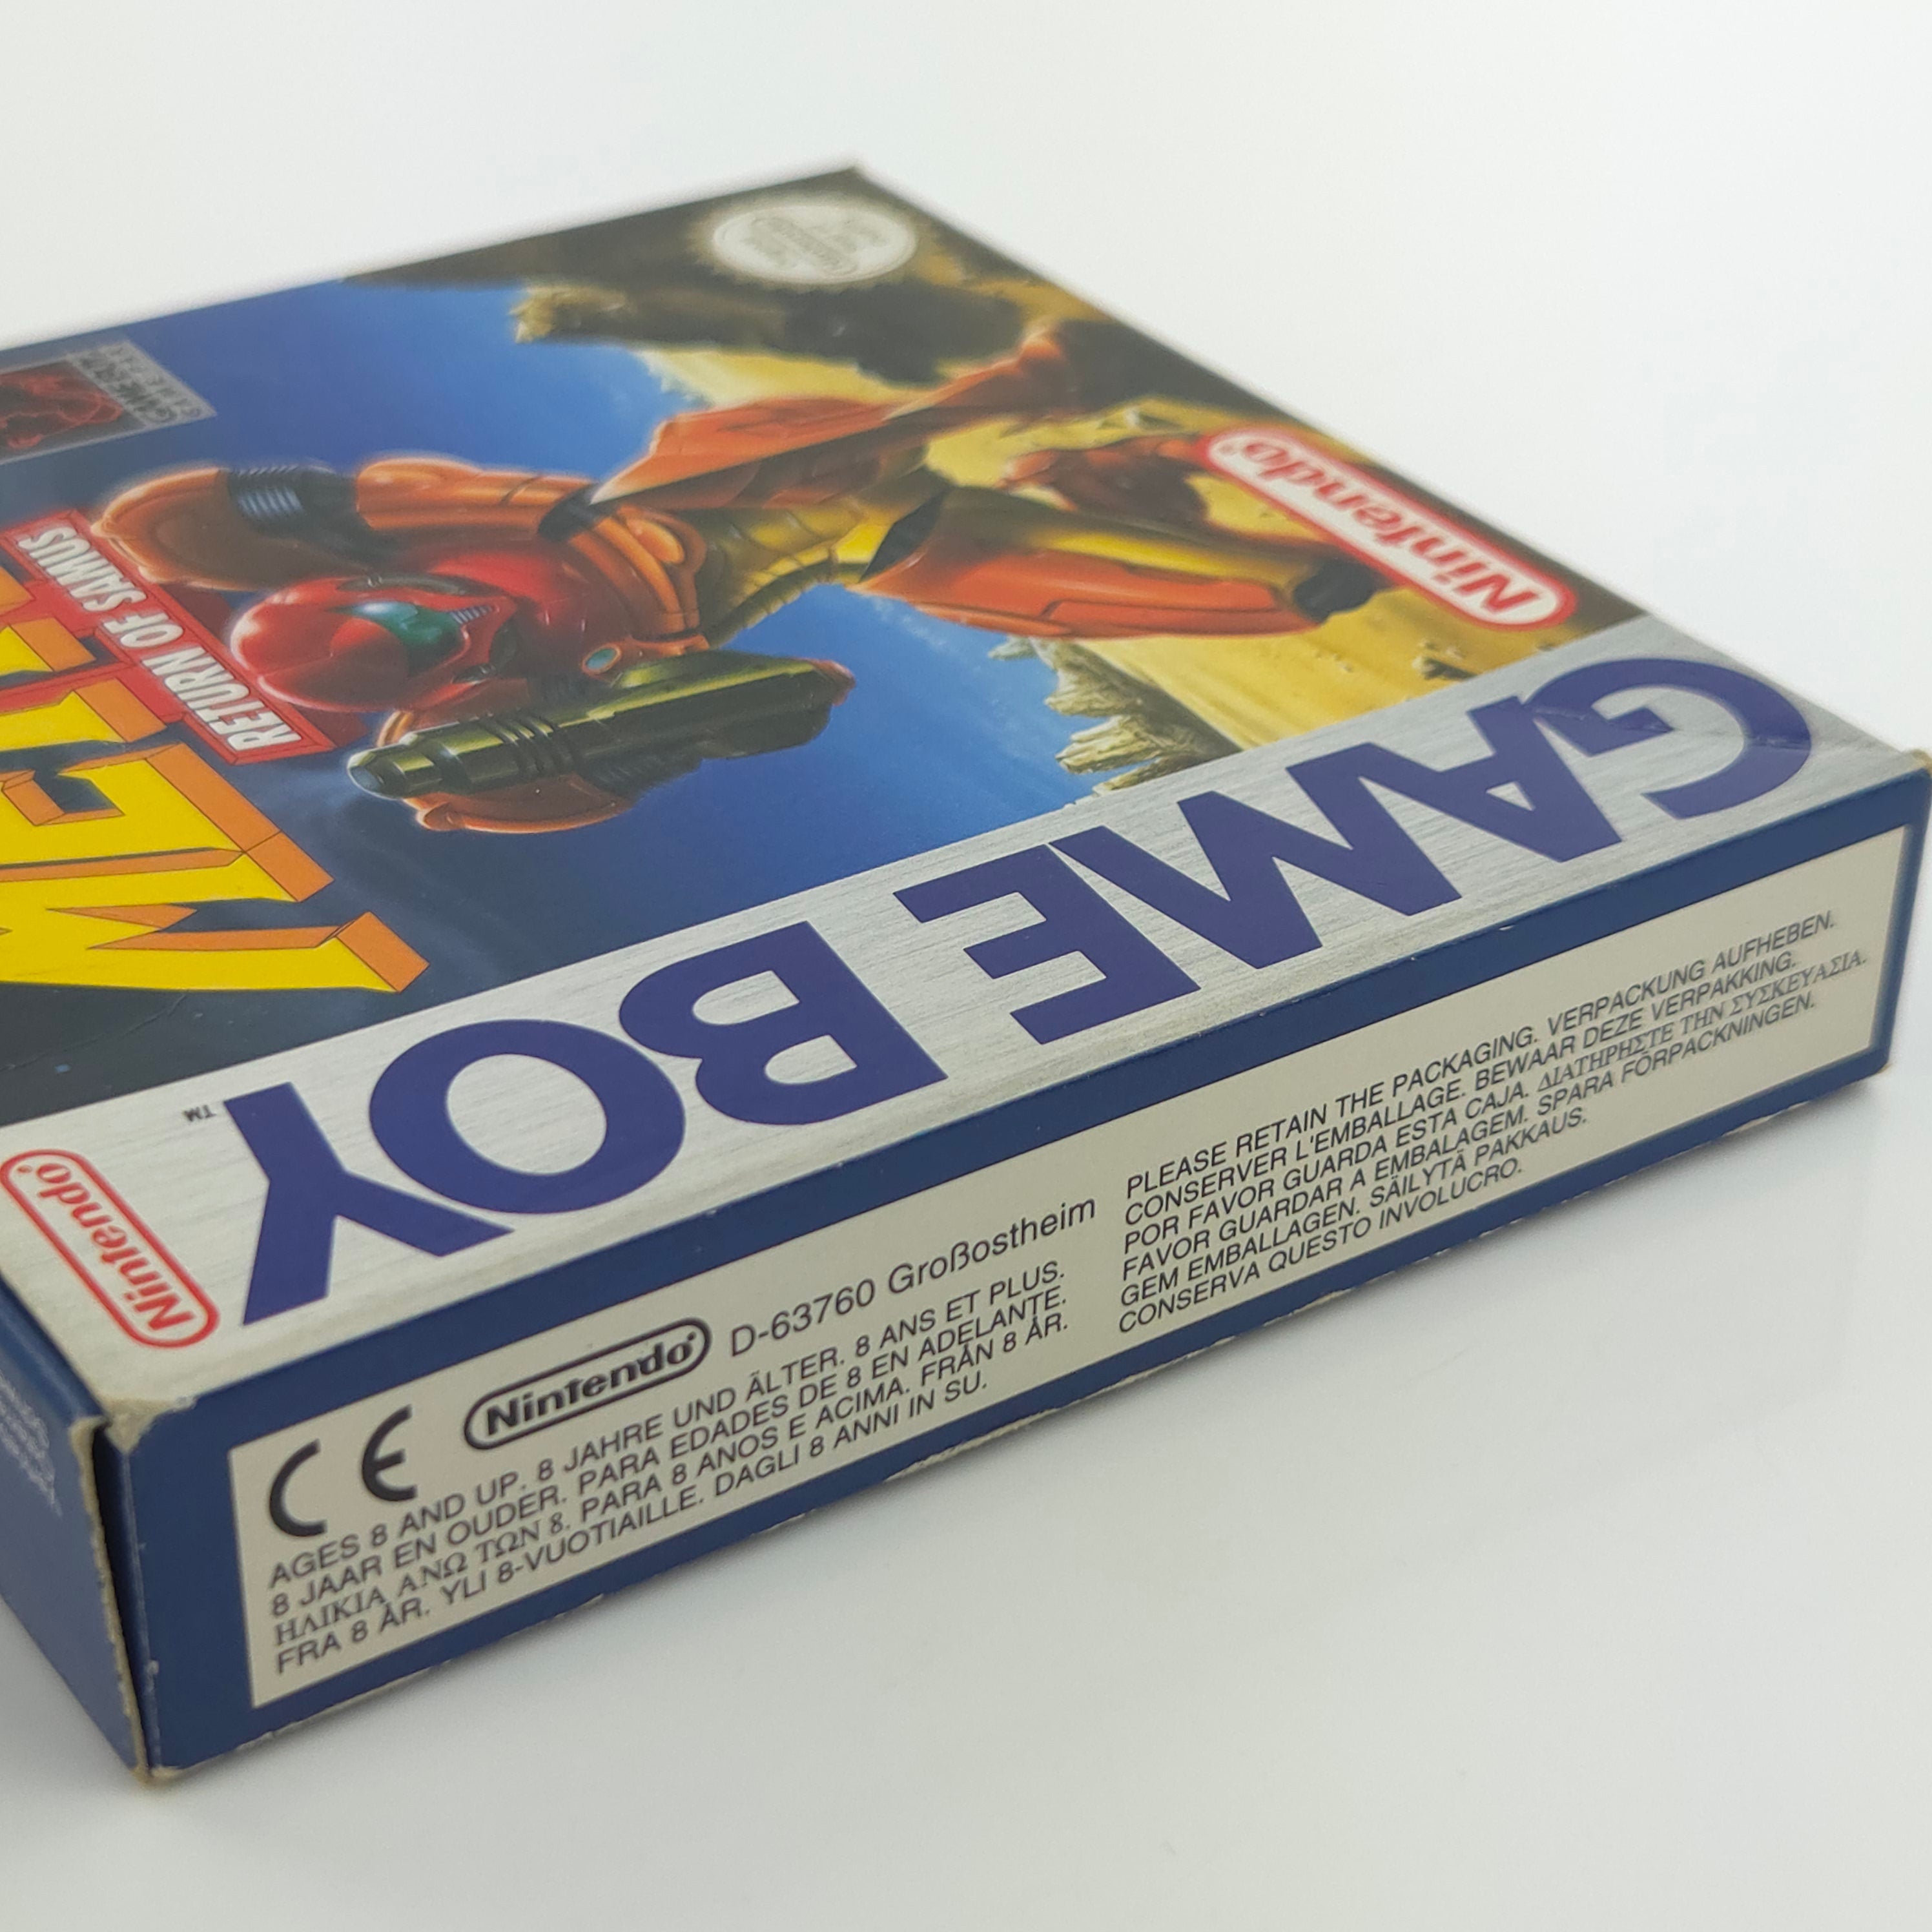 Nintendo
RETURN OF SAMUS
GAME BOY
TM
Nintendo
CE
Nintendo
D-63760 Großostheim
AGES 8 AND UP. 8 JAHRE UND ÄLTER. 8 ANS ET PLUS.
8 JAAR EN OUDER. PARA EDADES DE 8 EN ADELANTE.
ΗΛΙΚΙΑ ΑΝΩ ΤΩΝ 8. PARA 8 ANOS E ACIMA. FRÅN 8 ÅR.
FRA 8 ÅR. YLI 8-VUOTIAILLE. DAGLI 8 ANNI IN SU.
PLEASE RETAIN THE PACKAGING. VERPACKUNG AUFHEBEN.
CONSERVER L'EMBALLAGE. BEWAAR DEZE VERPAKKING.
POR FAVOR GUARDA ESTA CAJA. ΔΙΑΤΗΡΗΣΤΕ ΤΗΝ ΣΥΣΚΕΥΑΣΙΑ.
FAVOR GUARDAR A EMBALAGEM. SPARA FÖRPACKNINGEN.
GEM EMBALLAGEN. SÄILYTÄ PAKKAUS.
CONSERVA QUESTO INVOLUCRO.